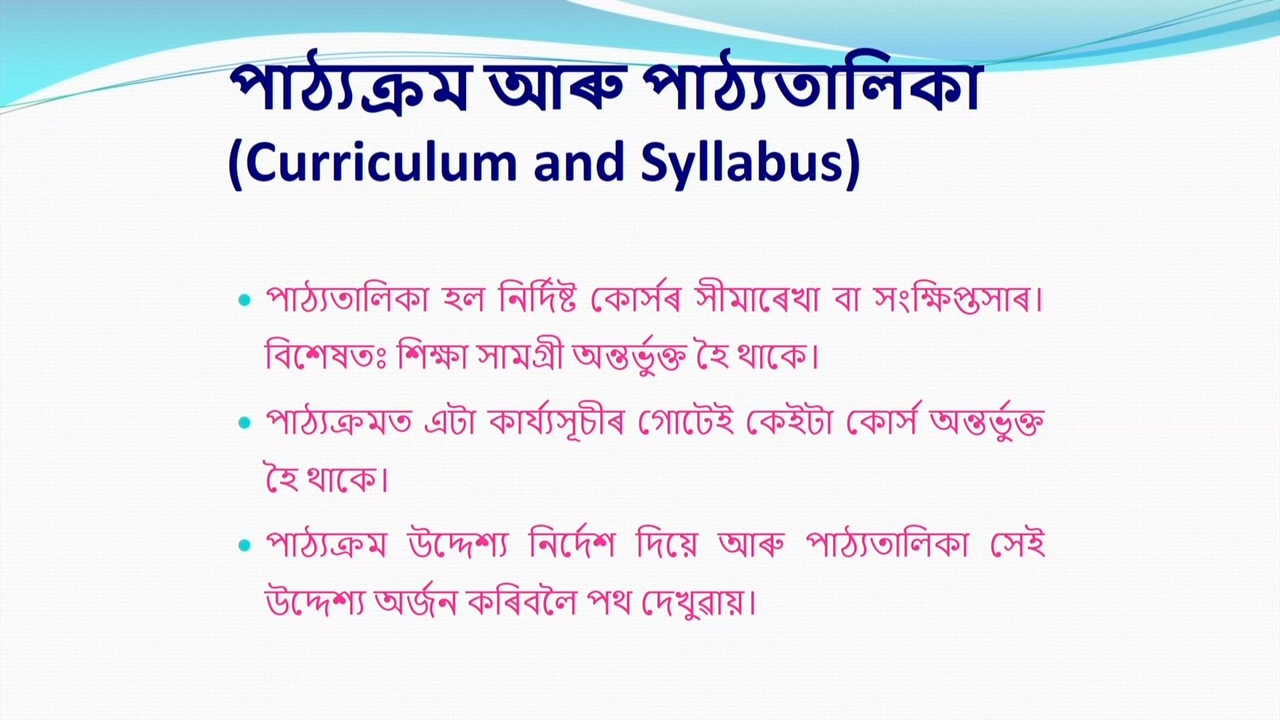 পাঠ্যক্ৰম আৰু পাঠ্যতালিকা
(Curriculum and Syllabus)
• পাঠ্যতালিকা হল নিৰ্দিষ্ট কোৰ্সৰ সীমাৰেখা বা সংক্ষিপ্তসাৰ।
বিশেষতঃ শিক্ষা সামগ্ৰী অন্তৰ্ভুক্ত হৈ থাকে।
• পাঠ্যক্ৰমত এটা কাৰ্য্যসূচীৰ গোটেই কেইটা কোৰ্স অন্তৰ্ভুক্ত
হৈ থাকে।
• পাঠ্যক্ৰম উদ্দেশ্য নিৰ্দেশ দিয়ে আৰু পাঠ্যতালিকা সেই
উদ্দেশ্য অৰ্জন কৰিবলৈ পথ দেখুৱায়।